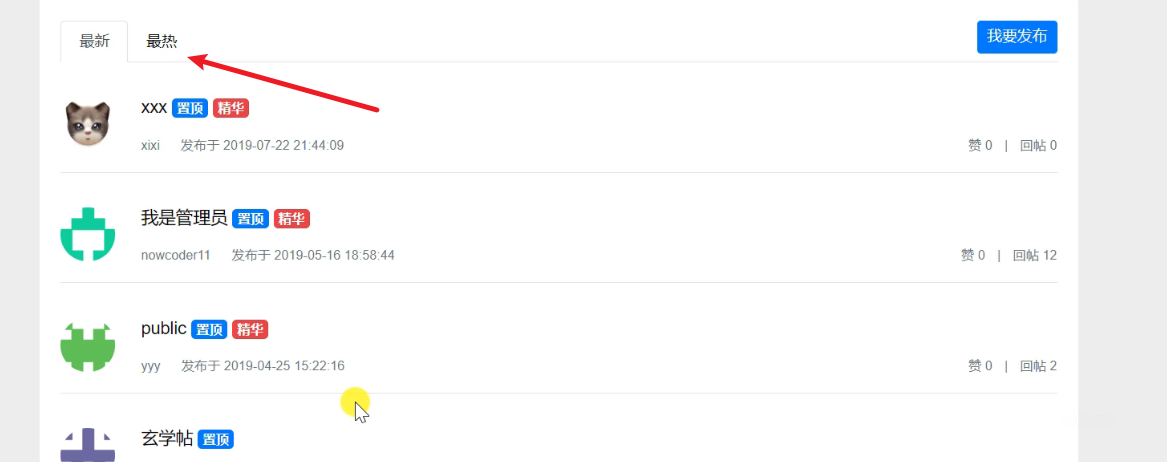 最新 最热 我要发布
xxx 置顶 精华
xixi 发布于 2019-07-22 21:44:09 赞 0 | 回帖 0
我是管理员 置顶 精华
nowcoder11 发布于 2019-05-16 18:58:44 赞 0 | 回帖 12
public 置顶 精华
yyy 发布于 2019-04-25 15:22:16 赞 0 | 回帖 2
玄学帖 置顶